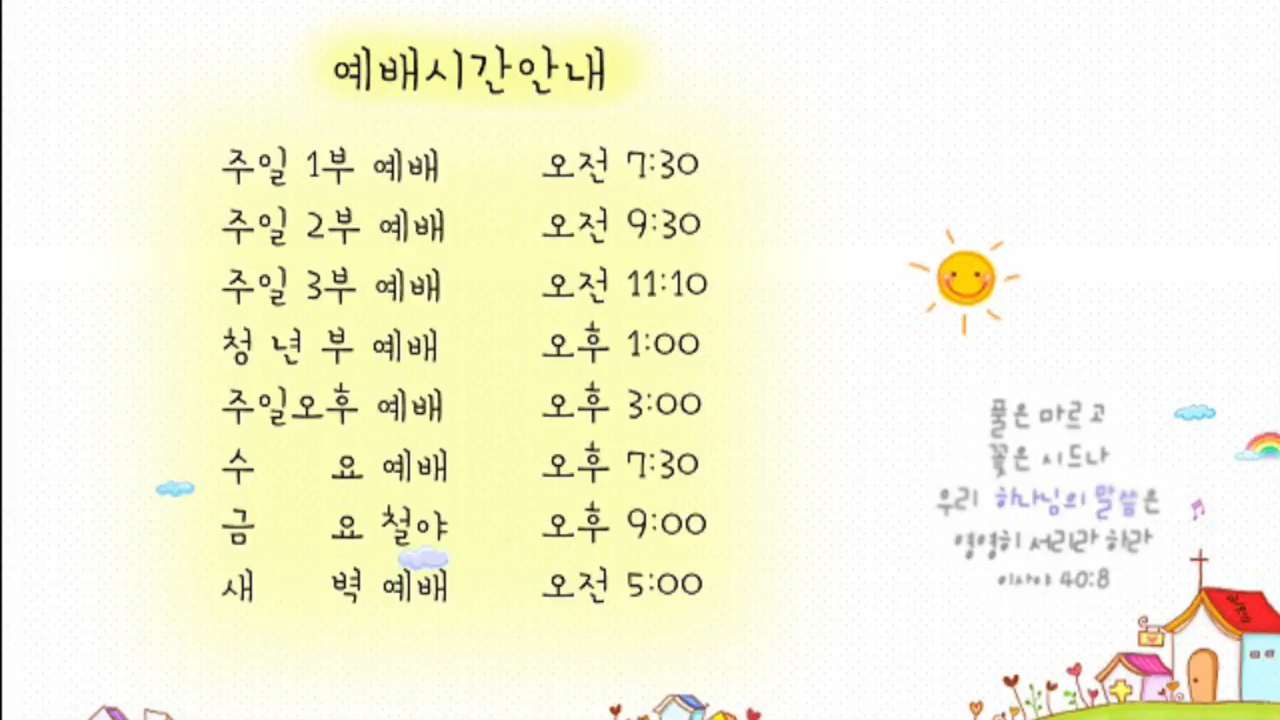 예배시간안내
주일 1부 예배 오전 7:30
주일 2부 예배 오전 9:30
주일 3부 예배 오전 11:10
청 년 부 예배 오후 1:00
주일오후 예배 오후 3:00
수 요 예배 오후 7:30
금 요 철야 오후 9:00
새 벽 예배 오전 5:00
풀은 마르고
꽃은 시드나
우리 하나님의 말씀은
영영히 서리라 하라
이사야 40:8